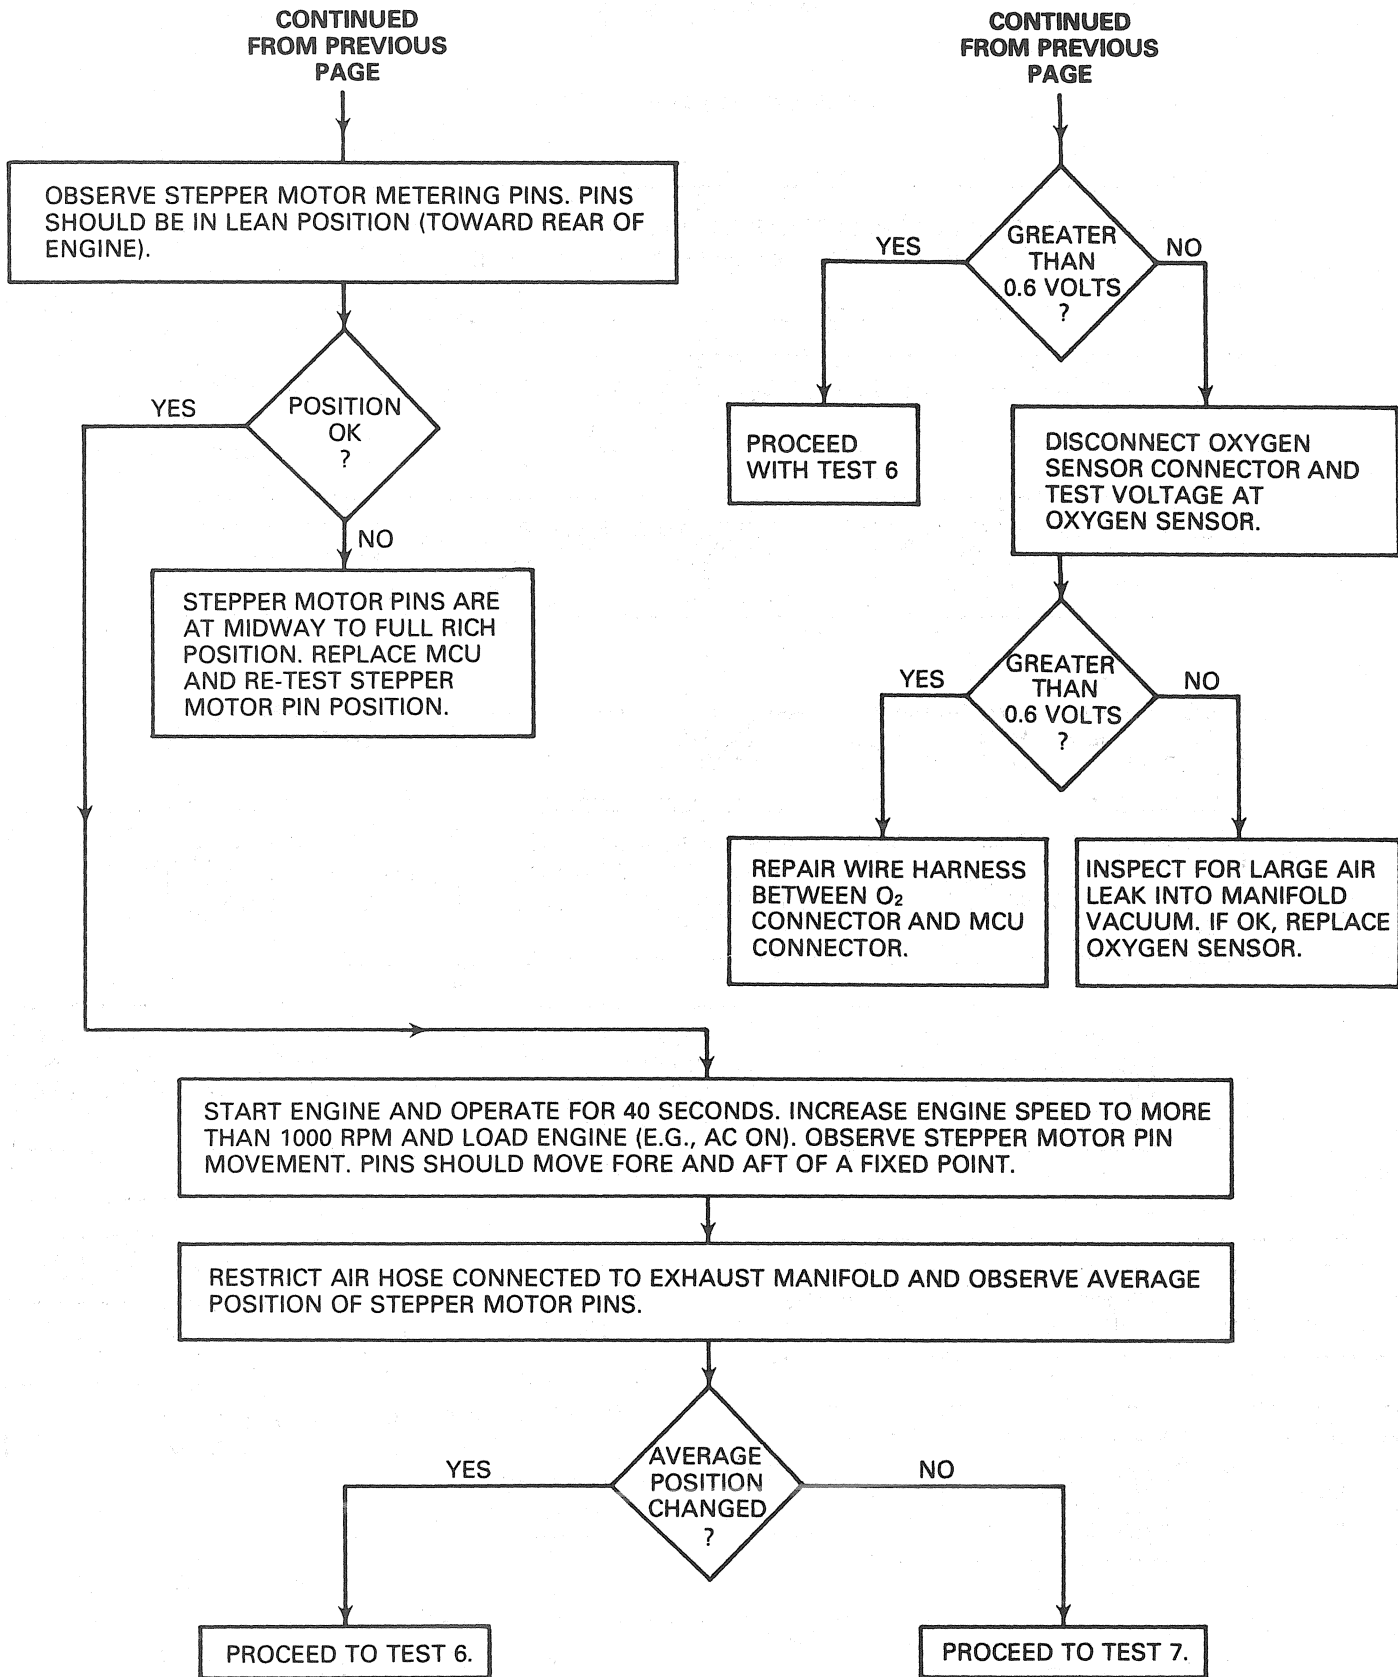 CONTINUED
FROM PREVIOUS
PAGE
OBSERVE STEPPER MOTOR METERING PINS. PINS
SHOULD BE IN LEAN POSITION (TOWARD REAR OF
ENGINE).
POSITION
OK
?
YES
NO
STEPPER MOTOR PINS ARE
AT MIDWAY TO FULL RICH
POSITION. REPLACE MCU
AND RE-TEST STEPPER
MOTOR PIN POSITION.
CONTINUED
FROM PREVIOUS
PAGE
GREATER
THAN
0.6 VOLTS
?
YES
NO
PROCEED
WITH TEST 6
DISCONNECT OXYGEN
SENSOR CONNECTOR AND
TEST VOLTAGE AT
OXYGEN SENSOR.
GREATER
THAN
0.6 VOLTS
?
YES
NO
REPAIR WIRE HARNESS
BETWEEN O₂
CONNECTOR AND MCU
CONNECTOR.
INSPECT FOR LARGE AIR
LEAK INTO MANIFOLD
VACUUM. IF OK, REPLACE
OXYGEN SENSOR.
START ENGINE AND OPERATE FOR 40 SECONDS. INCREASE ENGINE SPEED TO MORE
THAN 1000 RPM AND LOAD ENGINE (E.G., AC ON). OBSERVE STEPPER MOTOR PIN
MOVEMENT. PINS SHOULD MOVE FORE AND AFT OF A FIXED POINT.
RESTRICT AIR HOSE CONNECTED TO EXHAUST MANIFOLD AND OBSERVE AVERAGE
POSITION OF STEPPER MOTOR PINS.
AVERAGE
POSITION
CHANGED
?
YES
NO
PROCEED TO TEST 6.
PROCEED TO TEST 7.